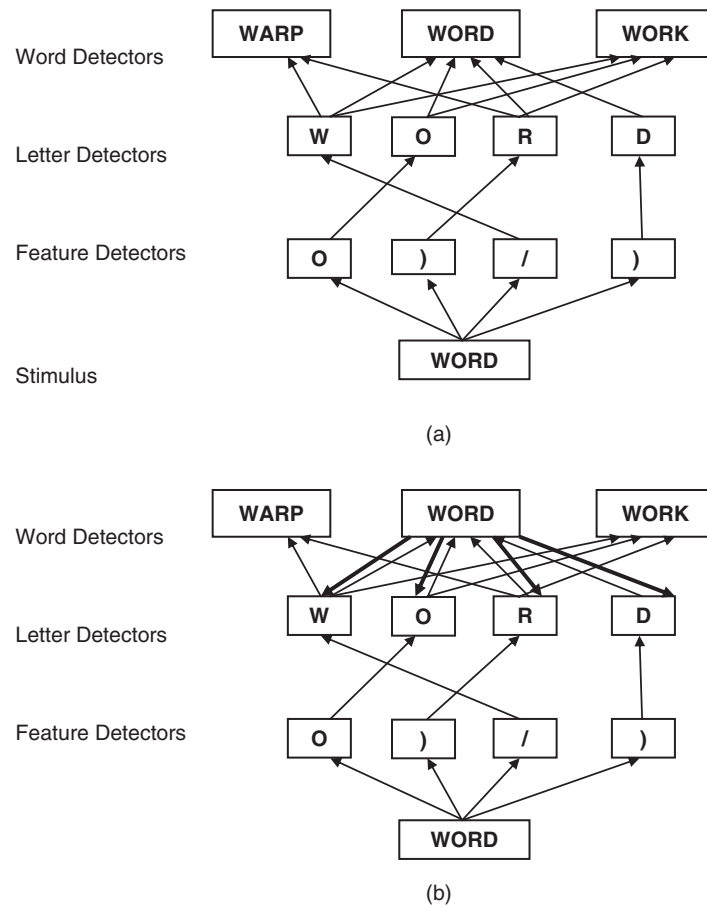 WARP WORD WORK
Word Detectors
W O R D
Letter Detectors
O ) / )
Feature Detectors
WORD
Stimulus
(a)
WARP WORD WORK
Word Detectors
W O R D
Letter Detectors
O ) / )
Feature Detectors
WORD
(b)